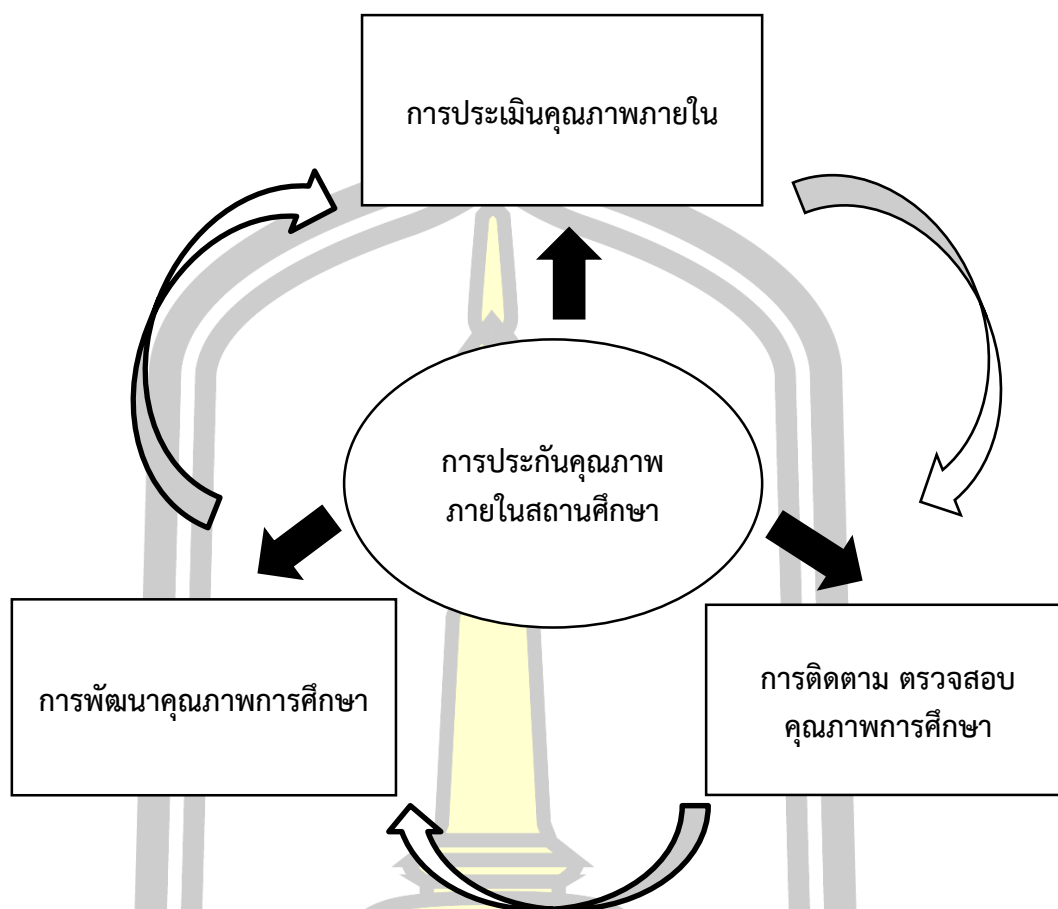 การประเมินคุณภาพภายใน
การประกันคุณภาพ
ภายในสถานศึกษา
การพัฒนาคุณภาพการศึกษา
การติดตาม ตรวจสอบ
คุณภาพการศึกษา